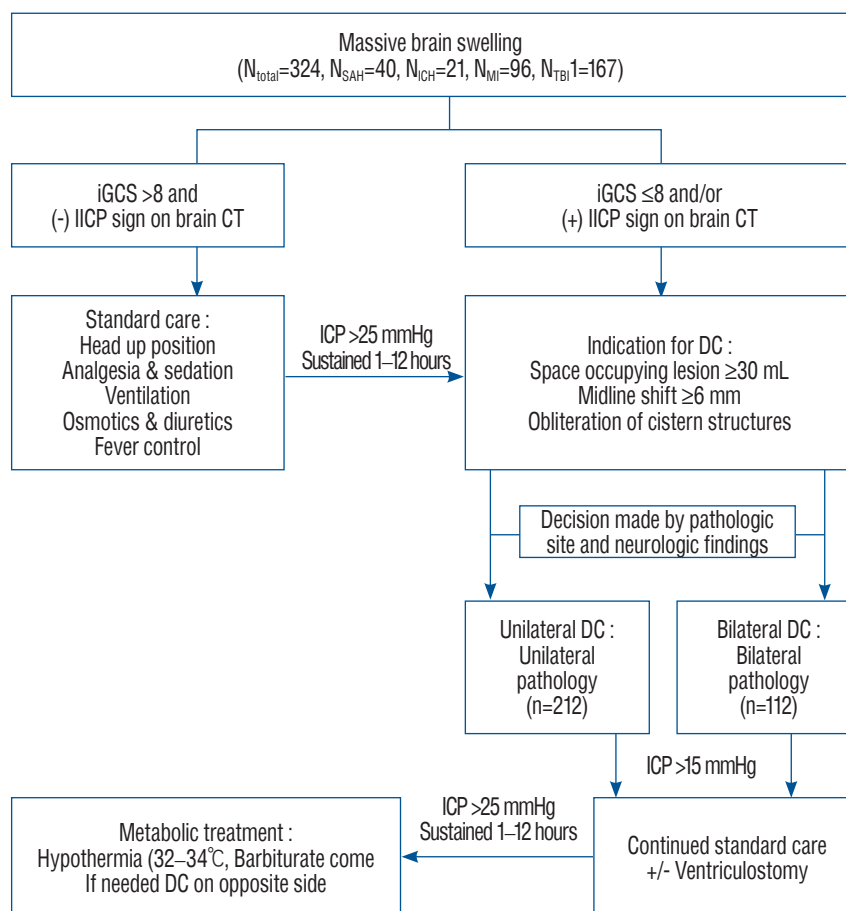 Massive brain swelling
(Ntotal=324, NSAH=40, NICH=21, NMI=96, NTBI1=167)
iGCS >8 and
(-) IICP sign on brain CT
iGCS ≤8 and/or
(+) IICP sign on brain CT
Standard care :
Head up position
Analgesia & sedation
Ventilation
Osmotics & diuretics
Fever control
ICP >25 mmHg
Sustained 1–12 hours
Indication for DC :
Space occupying lesion ≥30 mL
Midline shift ≥6 mm
Obliteration of cistern structures
Decision made by pathologic
site and neurologic findings
Unilateral DC :
Unilateral
pathology
(n=212)
Bilateral DC :
Bilateral
pathology
(n=112)
ICP >15 mmHg
Metabolic treatment :
Hypothermia (32–34℃, Barbiturate come
If needed DC on opposite side
ICP >25 mmHg
Sustained 1–12 hours
Continued standard care
+/- Ventriculostomy